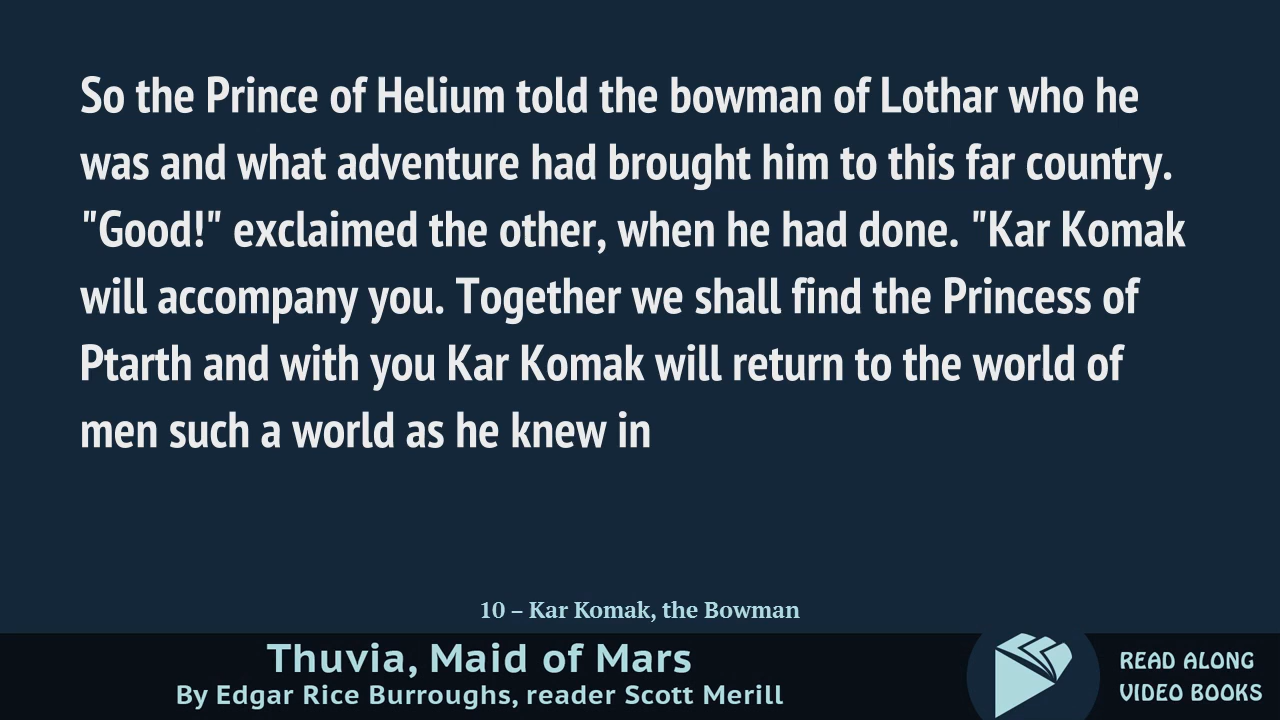 So the Prince of Helium told the bowman of Lothar who he
was and what adventure had brought him to this far country.
"Good!" exclaimed the other, when he had done. "Kar Komak
will accompany you. Together we shall find the Princess of
Ptarth and with you Kar Komak will return to the world of
men such a world as he knew in
10 – Kar Komak, the Bowman
Thuvia, Maid of Mars
By Edgar Rice Burroughs, reader Scott Merill
READ ALONG
VIDEO BOOKS